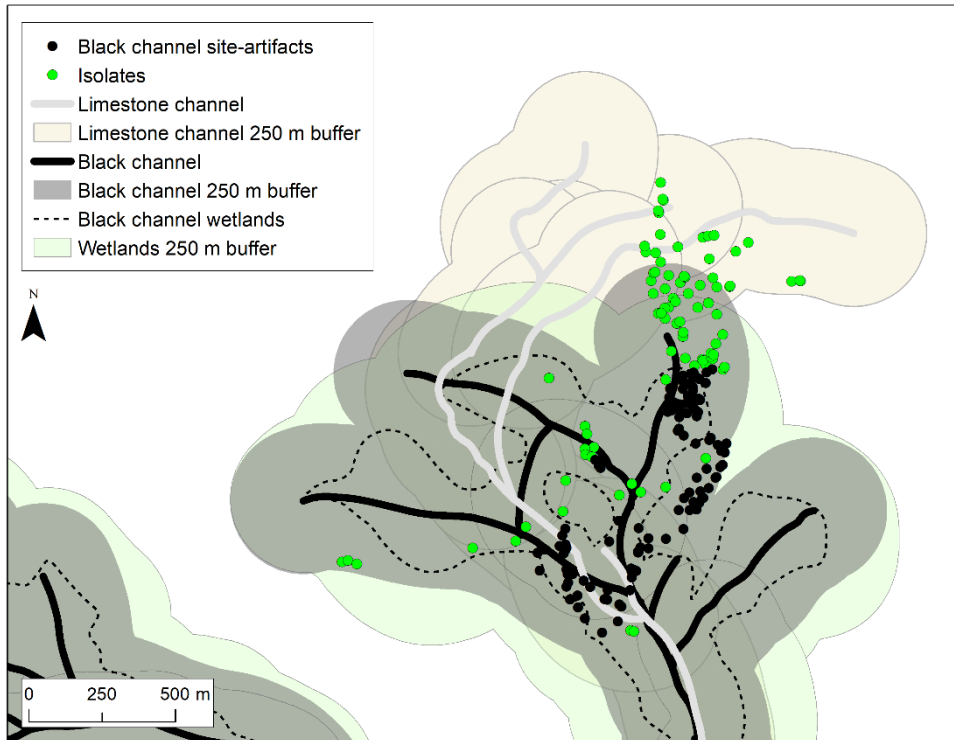 Black channel site-artifacts
Isolates
Limestone channel
Limestone channel 250 m buffer
Black channel
Black channel 250 m buffer
Black channel wetlands
Wetlands 250 m buffer
N
0 250 500 m